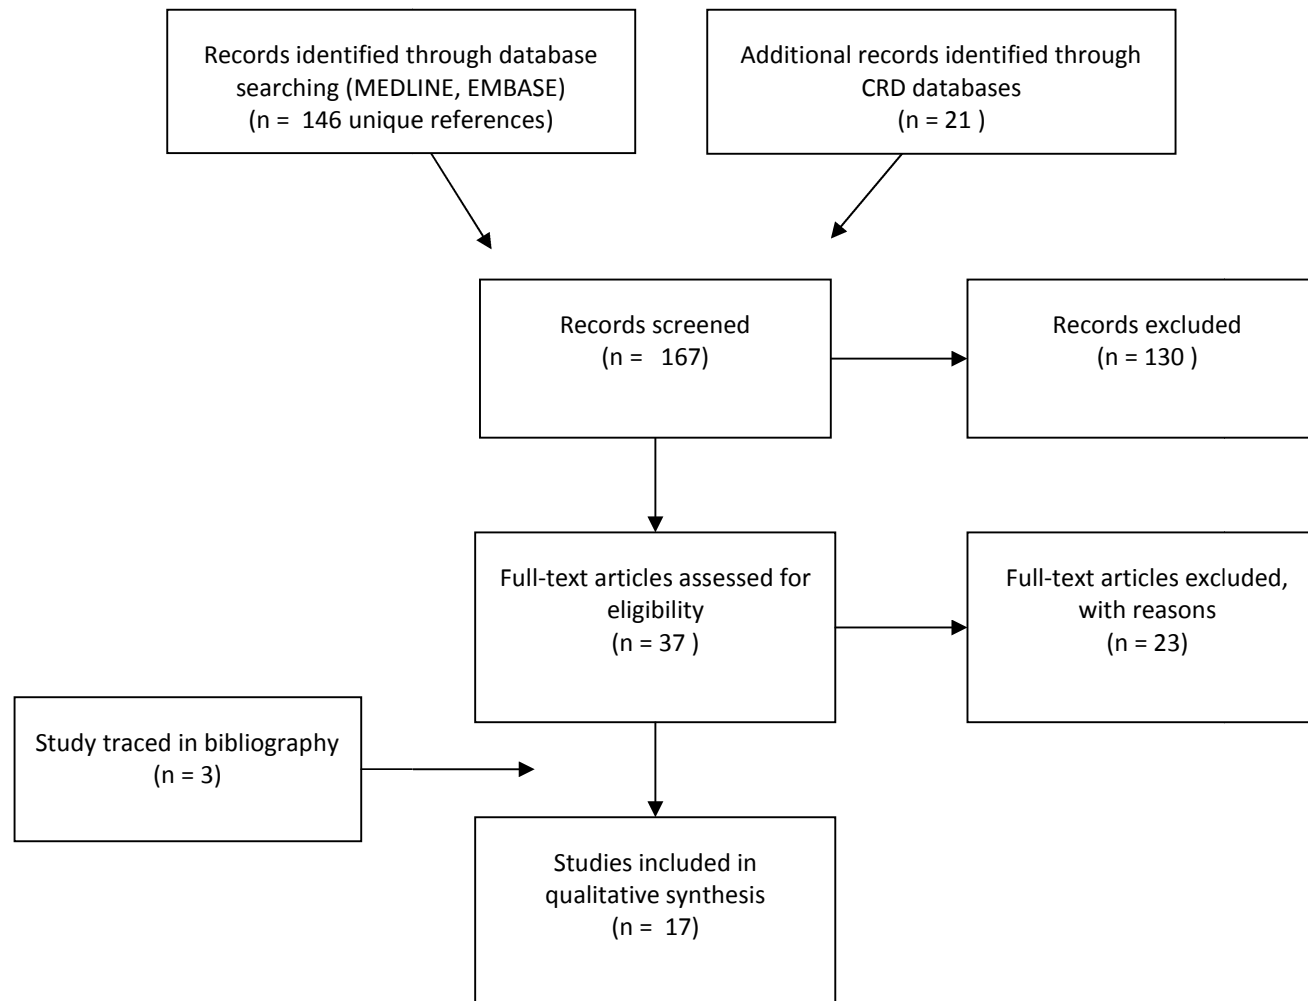 Records identified through database
searching (MEDLINE, EMBASE)
(n =  146 unique references)
Additional records identified through
CRD databases
(n = 21 )
Records screened
(n =   167)
Records excluded
(n = 130 )
Full-text articles assessed for
eligibility
(n = 37 )
Full-text articles excluded,
with reasons
(n = 23)
Study traced in bibliography
(n = 3)
Studies included in
qualitative synthesis
(n =  17)